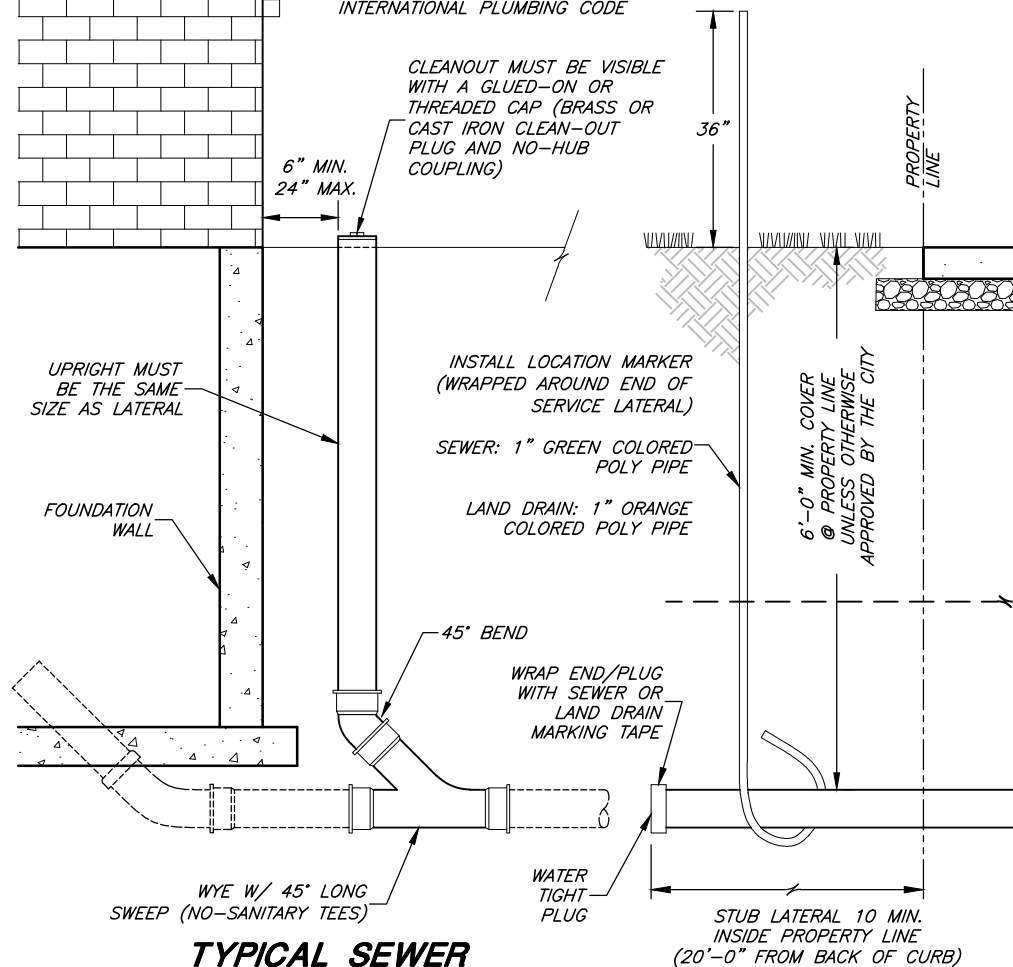 INTERNATIONAL PLUMBING CODE
CLEANOUT MUST BE VISIBLE
WITH A GLUED-ON OR
THREADED CAP (BRASS OR
CAST IRON CLEAN-OUT
PLUG AND NO-HUB
COUPLING)
6" MIN.
24" MAX.
36"
PROPERTY
LINE
UPRIGHT MUST
BE THE SAME
SIZE AS LATERAL
INSTALL LOCATION MARKER
(WRAPPED AROUND END OF
SERVICE LATERAL)
SEWER: 1" GREEN COLORED
POLY PIPE
LAND DRAIN: 1" ORANGE
COLORED POLY PIPE
6'-0" MIN. COVER
@ PROPERTY LINE
UNLESS OTHERWISE
APPROVED BY THE CITY
FOUNDATION
WALL
45° BEND
WRAP END/PLUG
WITH SEWER OR
LAND DRAIN
MARKING TAPE
WYE W/ 45° LONG
SWEEP (NO-SANITARY TEES)
WATER
TIGHT
PLUG
STUB LATERAL 10 MIN.
INSIDE PROPERTY LINE
(20'-0" FROM BACK OF CURB)
TYPICAL SEWER